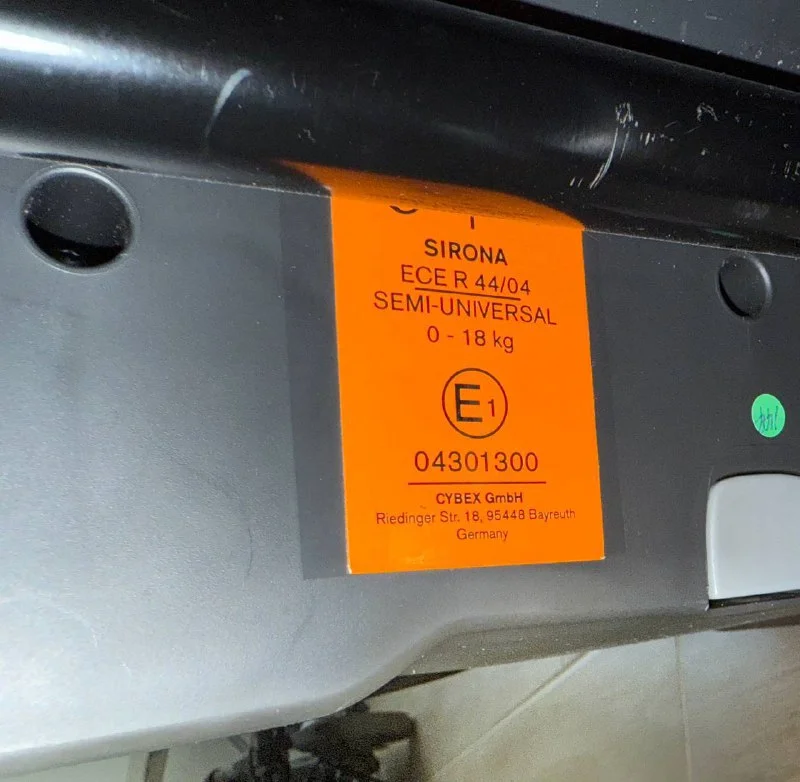 SIRONA
ECE R 44/04
SEMI-UNIVERSAL
0 - 18 kg
E1
04301300
CYBEX GmbH
Riedinger Str. 18, 95448 Bayreuth
Germany